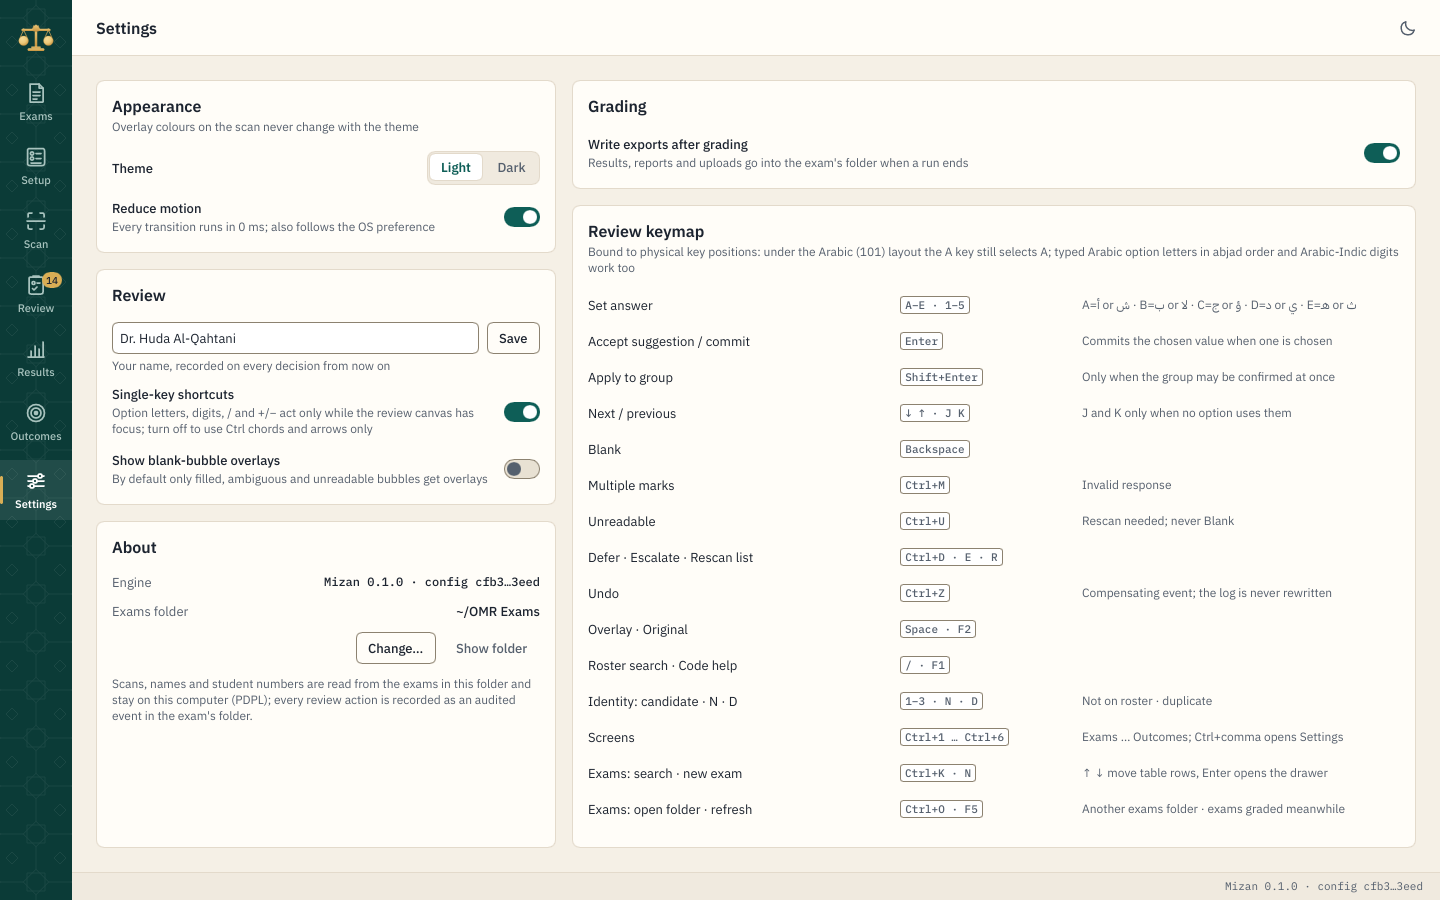 Settings
Exams
Setup
Scan
14
Review
Results
Outcomes
Settings
Appearance
Overlay colours on the scan never change with the theme
Theme
Light
Dark
Reduce motion
Every transition runs in 0 ms; also follows the OS preference
Review
Dr. Huda Al-Qahtani
Save
Your name, recorded on every decision from now on
Single-key shortcuts
Option letters, digits, / and +/− act only while the review canvas has
focus; turn off to use Ctrl chords and arrows only
Show blank-bubble overlays
By default only filled, ambiguous and unreadable bubbles get overlays
About
Engine
Mizan 0.1.0 · config cfb3…3eed
Exams folder
~/OMR Exams
Change…
Show folder
Scans, names and student numbers are read from the exams in this folder and
stay on this computer (PDPL); every review action is recorded as an audited
event in the exam's folder.
Grading
Write exports after grading
Results, reports and uploads go into the exam's folder when a run ends
Review keymap
Bound to physical key positions: under the Arabic (101) layout the A key still selects A; typed Arabic option letters in abjad order and Arabic-Indic digits
work too
Set answer
A–E · 1–5
A=أ or ش · B=ب or لا · C=ج or ؤ · D=د or ي · E=ه or ث
Accept suggestion / commit
Enter
Commits the chosen value when one is chosen
Apply to group
Shift+Enter
Only when the group may be confirmed at once
Next / previous
↓ ↑ · J K
J and K only when no option uses them
Blank
Backspace
Multiple marks
Ctrl+M
Invalid response
Unreadable
Ctrl+U
Rescan needed; never Blank
Defer · Escalate · Rescan list
Ctrl+D · E · R
Undo
Ctrl+Z
Compensating event; the log is never rewritten
Overlay · Original
Space · F2
Roster search · Code help
/ · F1
Identity: candidate · N · D
1–3 · N · D
Not on roster · duplicate
Screens
Ctrl+1 … Ctrl+6
Exams … Outcomes; Ctrl+comma opens Settings
Exams: search · new exam
Ctrl+K · N
↑ ↓ move table rows, Enter opens the drawer
Exams: open folder · refresh
Ctrl+O · F5
Another exams folder · exams graded meanwhile
Mizan 0.1.0 · config cfb3…3eed